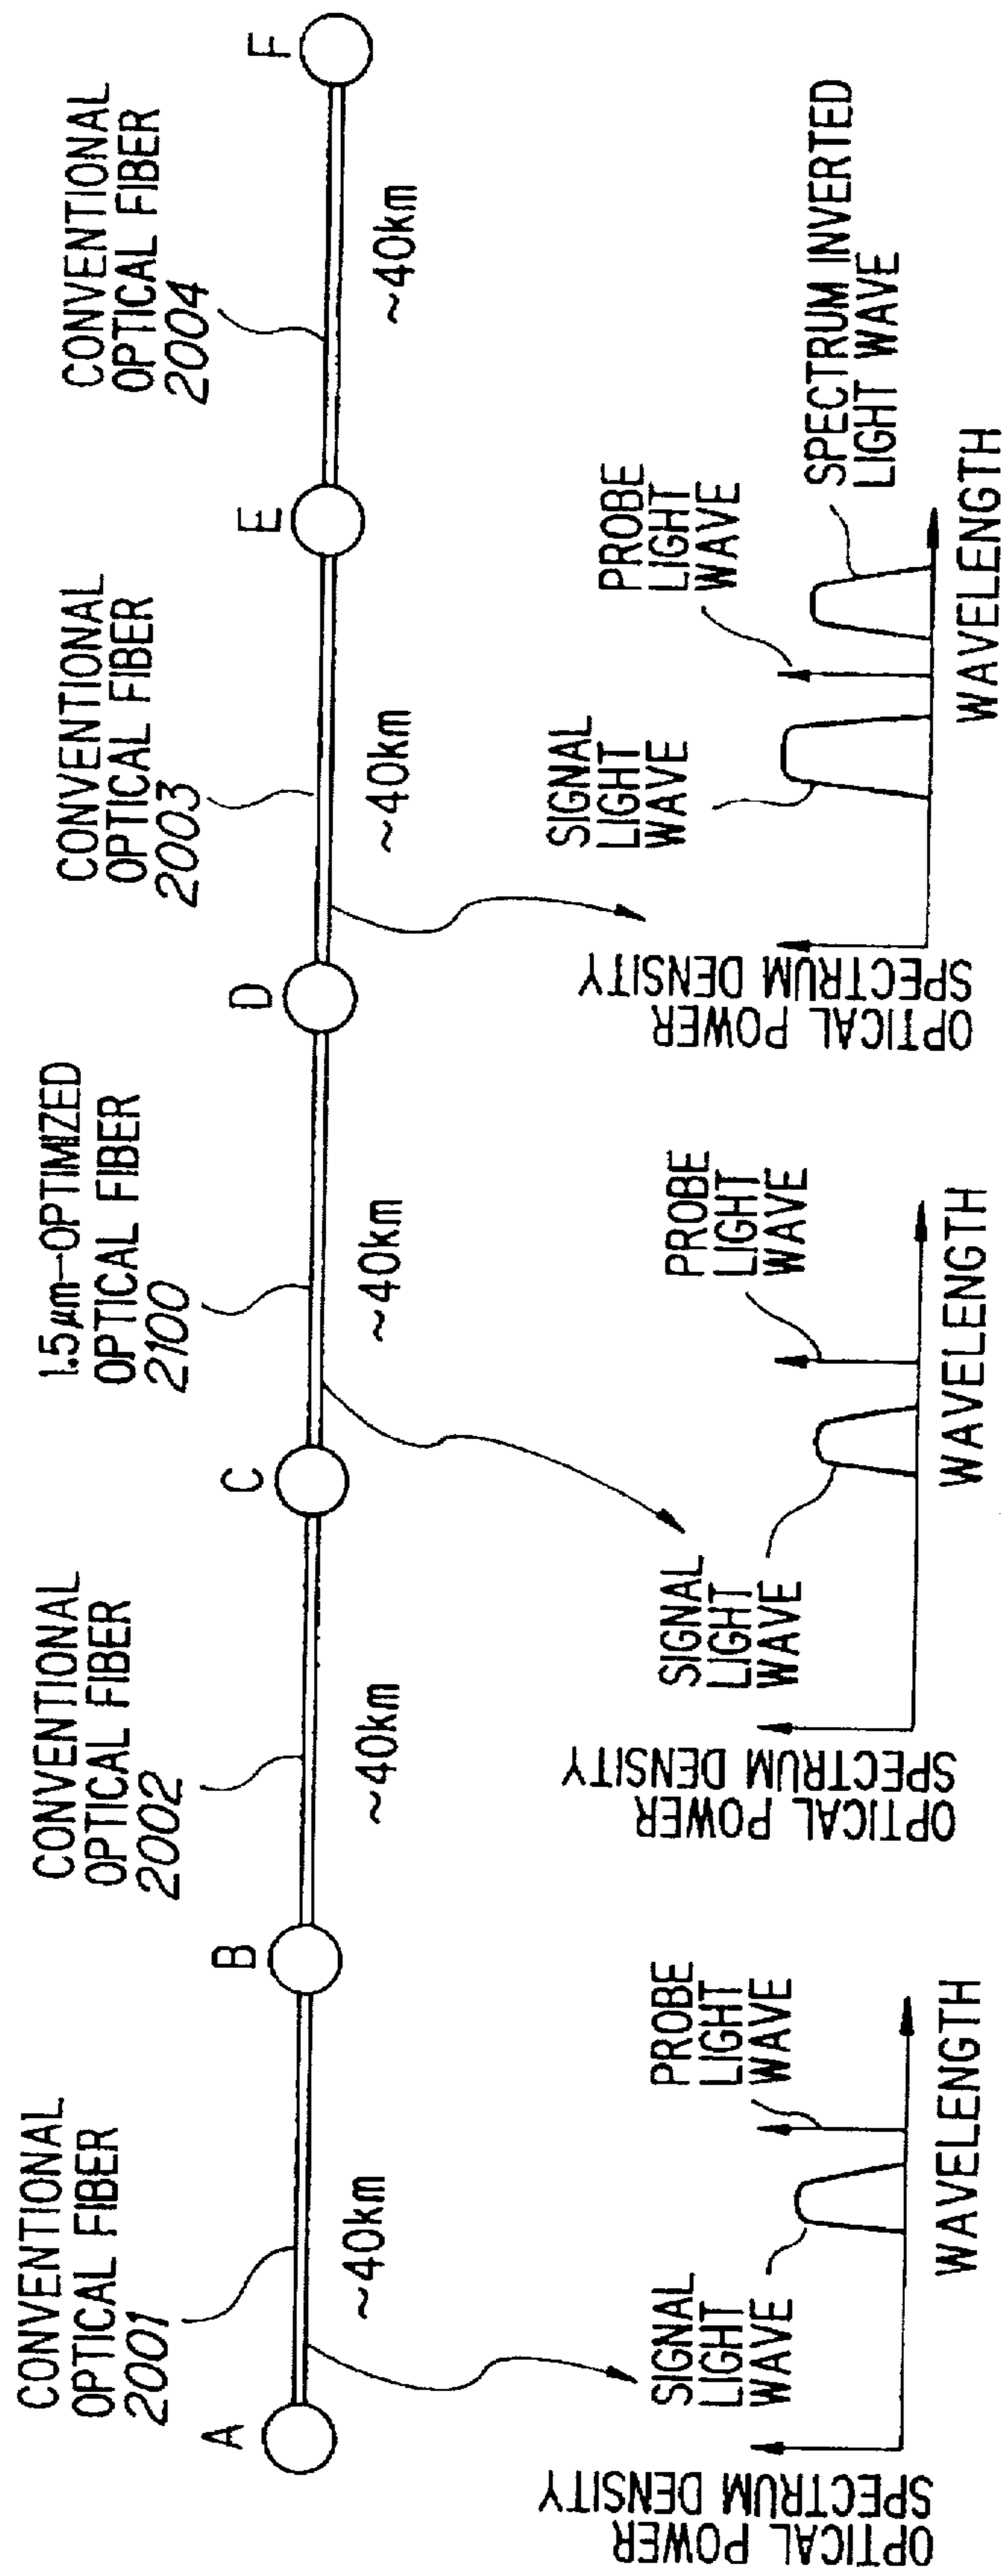 CONVENTIONAL
OPTICAL FIBER
2001
CONVENTIONAL
OPTICAL FIBER
2002
1.5μm-OPTIMIZED
OPTICAL FIBER
2100
CONVENTIONAL
OPTICAL FIBER
2003
CONVENTIONAL
OPTICAL FIBER
2004
A
B
C
D
E
F
~40km
~40km
~40km
~40km
~40km
OPTICAL POWER
SPECTRUM DENSITY
SIGNAL
LIGHT
WAVE
PROBE
LIGHT
WAVE
WAVELENGTH
OPTICAL POWER
SPECTRUM DENSITY
SIGNAL
LIGHT
WAVE
PROBE
LIGHT
WAVE
WAVELENGTH
OPTICAL POWER
SPECTRUM DENSITY
SIGNAL
LIGHT
WAVE
PROBE
LIGHT
WAVE
SPECTRUM INVERTED
LIGHT WAVE
WAVELENGTH